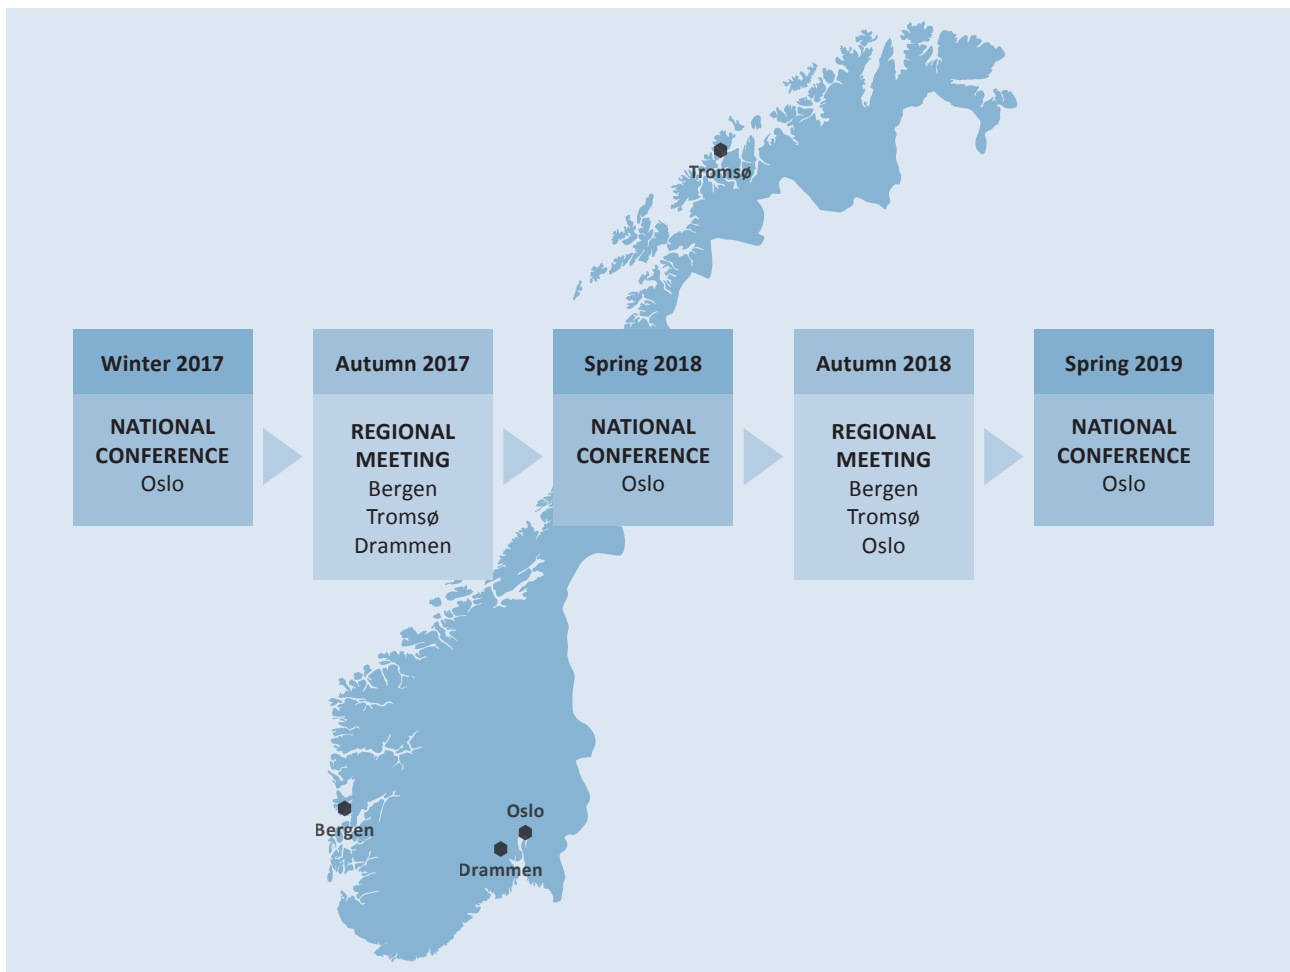 Tromsø
Winter 2017
NATIONAL
CONFERENCE
Oslo
Autumn 2017
REGIONAL
MEETING
Bergen
Tromsø
Drammen
Spring 2018
NATIONAL
CONFERENCE
Oslo
Autumn 2018
REGIONAL
MEETING
Bergen
Tromsø
Oslo
Spring 2019
NATIONAL
CONFERENCE
Oslo
Oslo
Bergen
Drammen